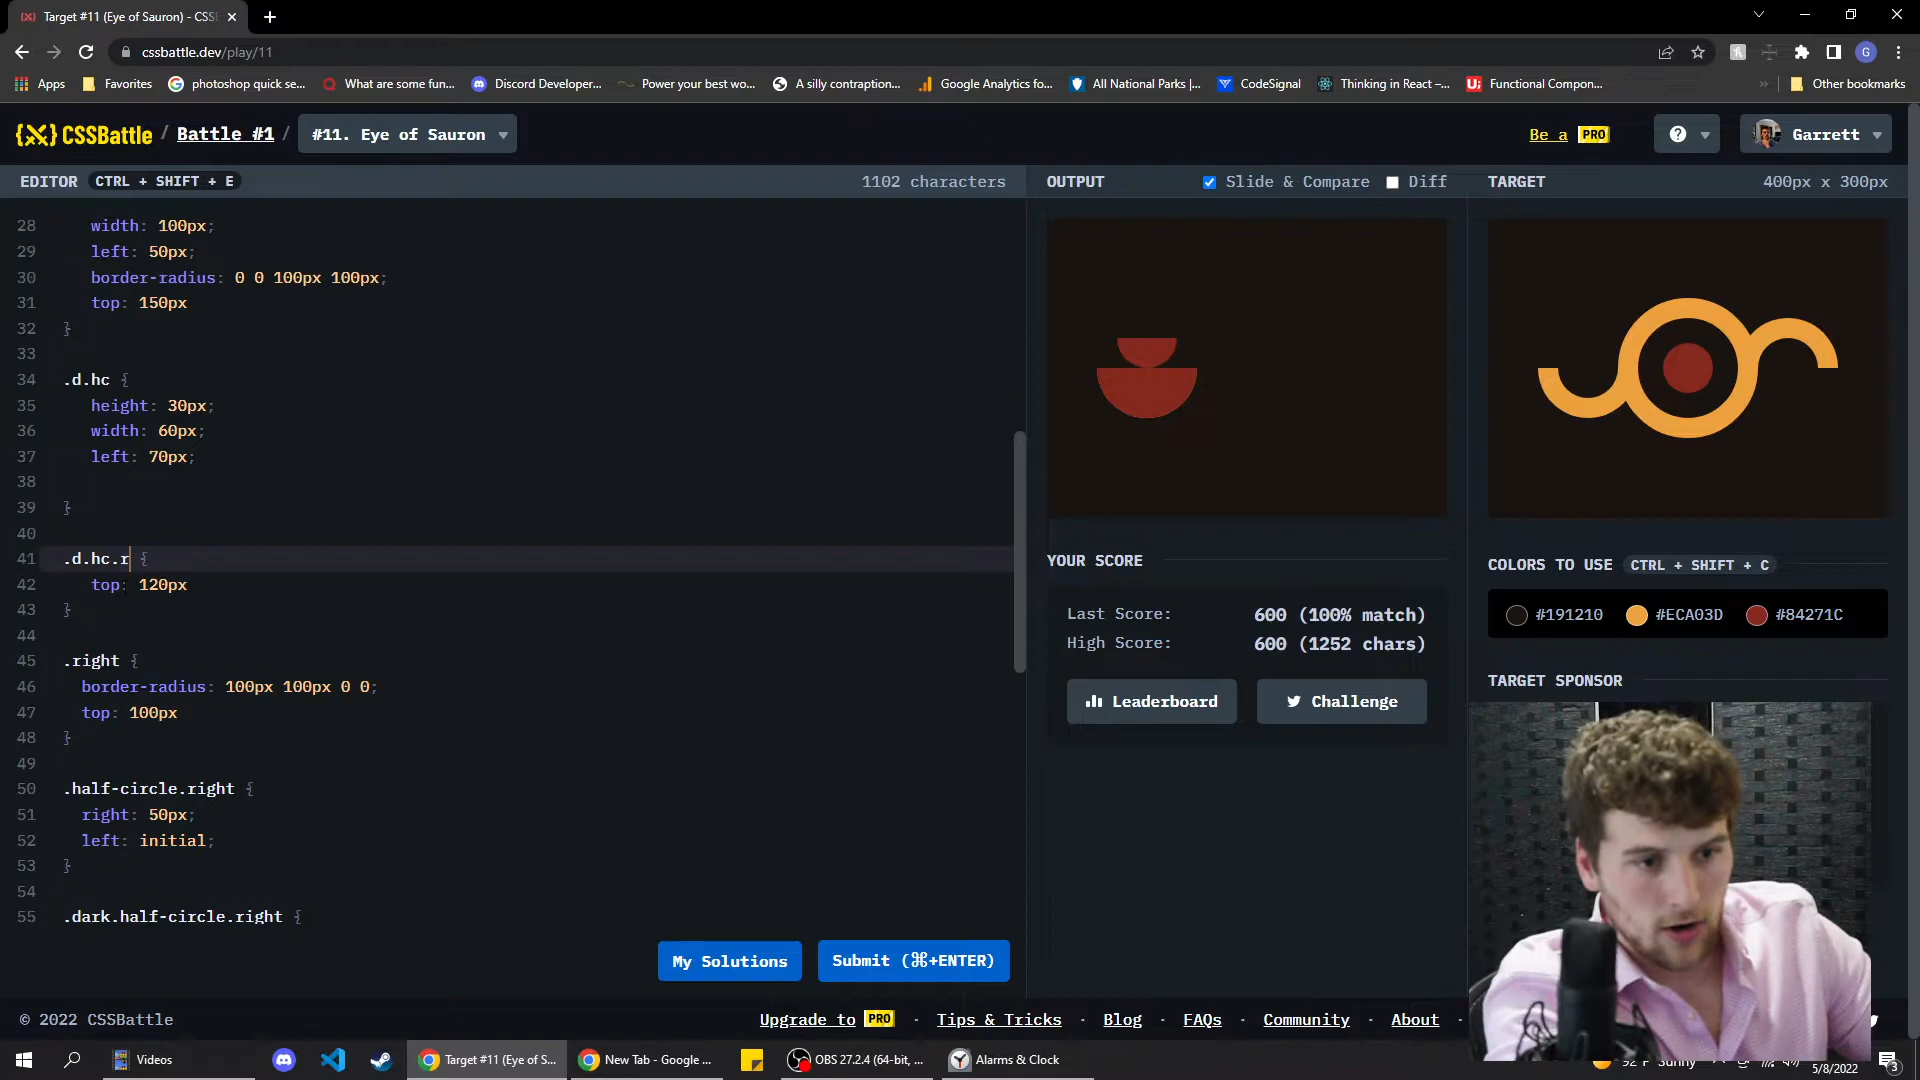 Target #11 (Eye of Sauron) - CSS
cssbattle.dev/play/11
Apps
Favorites
photoshop quick se...
What are some fun...
Discord Developer...
Power your best wo...
A silly contraption...
Google Analytics fo...
All National Parks |...
CodeSignal
Thinking in React –...
Functional Compon...
»
Other bookmarks
CSSBattle / Battle #1 / #11. Eye of Sauron
Be a PRO
Garrett
EDITOR CTRL + SHIFT + E 1102 characters
OUTPUT Slide & Compare Diff
TARGET 400px x 300px
28 width: 100px;
29 left: 50px;
30 border-radius: 0 0 100px 100px;
31 top: 150px
32 }
33
34 .d.hc {
35 height: 30px;
36 width: 60px;
37 left: 70px;
38
39 }
40
41 .d.hc.r {
42 top: 120px
43 }
44
45 .right {
46 border-radius: 100px 100px 0 0;
47 top: 100px
48 }
49
50 .half-circle.right {
51 right: 50px;
52 left: initial;
53 }
54
55 .dark.half-circle.right {
YOUR SCORE
Last Score: 600 (100% match)
High Score: 600 (1252 chars)
Leaderboard
Challenge
COLORS TO USE CTRL + SHIFT + C
#191210 #ECA03D #84271C
TARGET SPONSOR
My Solutions
Submit (⌘+ENTER)
© 2022 CSSBattle
Upgrade to PRO - Tips & Tricks - Blog - FAQs - Community - About -
Videos
Target #11 (Eye of S...
New Tab - Google ...
OBS 27.2.4 (64-bit, ...
Alarms & Clock
5/8/2022
3